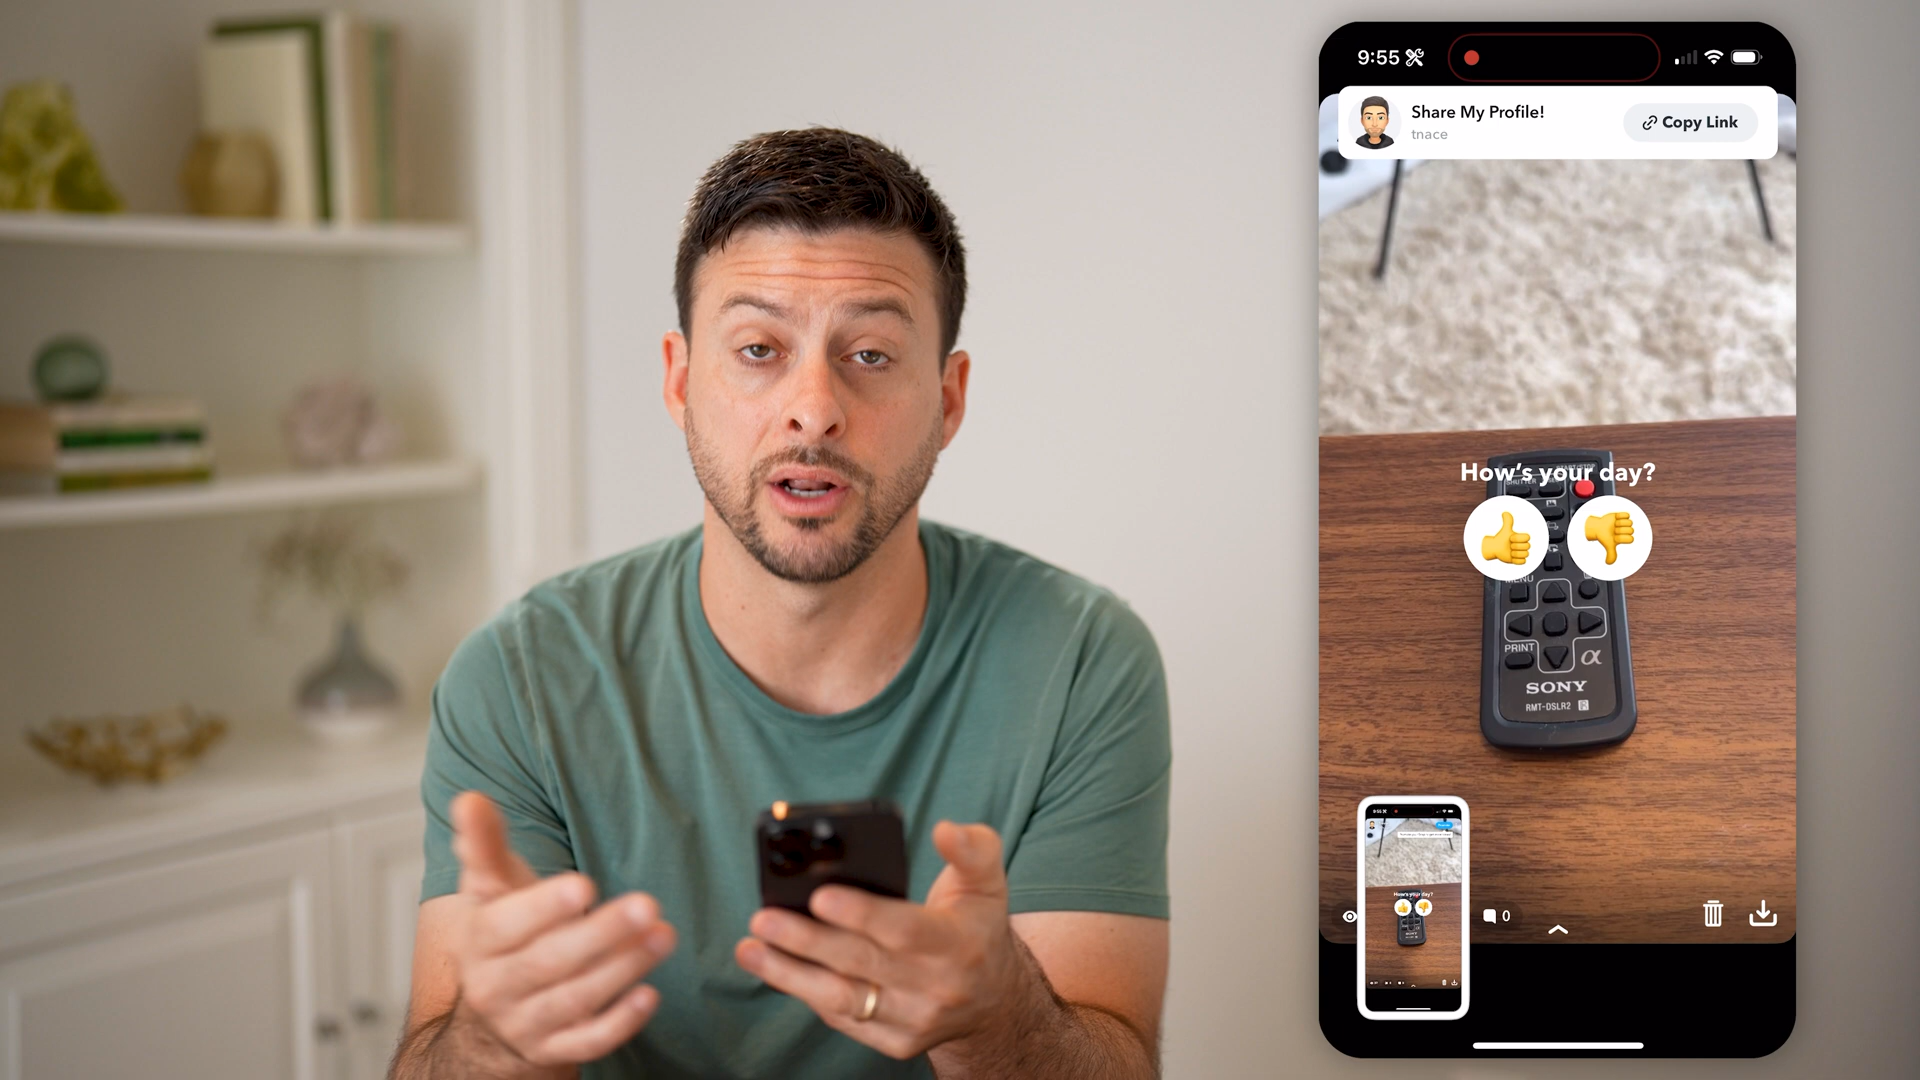 9:55
Share My Profile!
tnace
Copy Link
How's your day?
MENU
PRINT
α
SONY
RMT-DSLR2
0